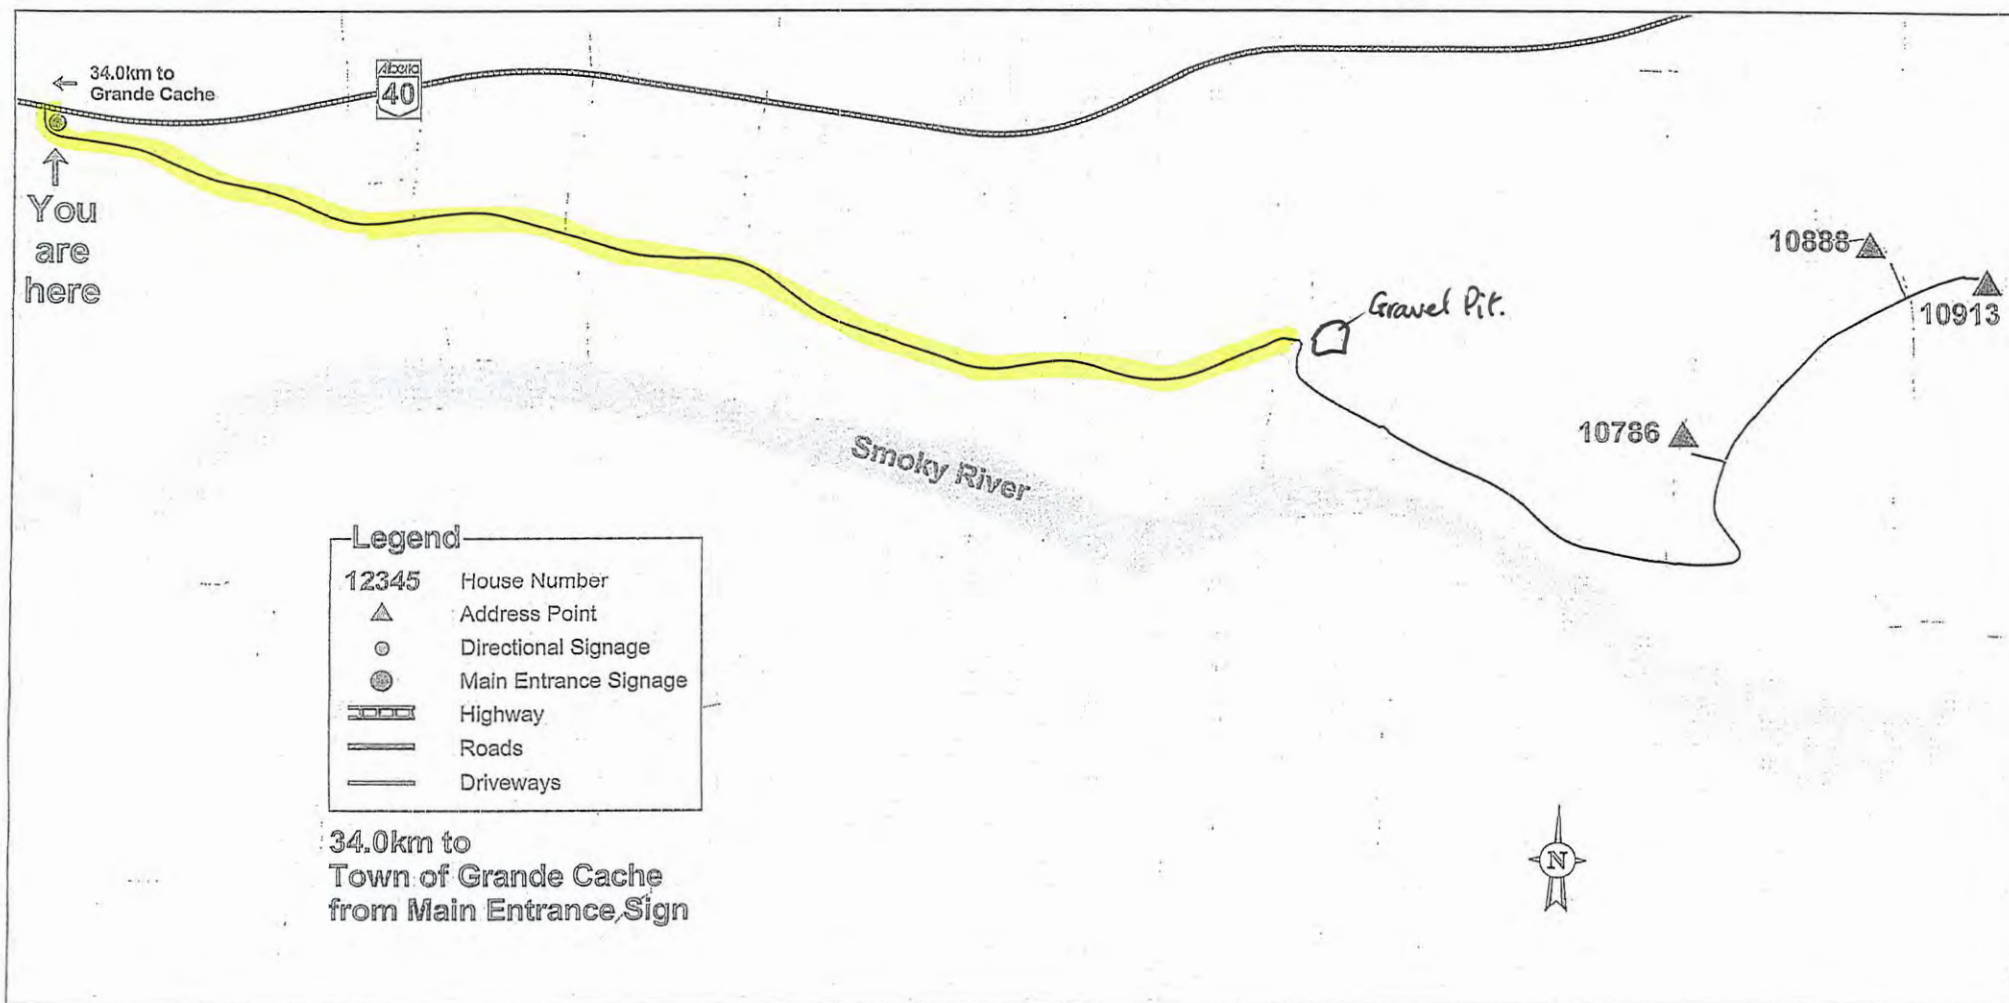 34.0km to
Grande Cache
Alberta
40
You
are
here
10888
10913
Gravel Pit.
10786
Smoky River
Legend
12345 House Number
Address Point
Directional Signage
Main Entrance Signage
Highway
Roads
Driveways
34.0km to
Town of Grande Cache
from Main Entrance Sign
N